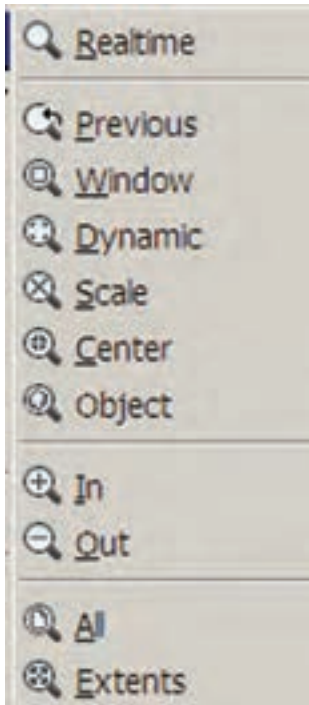 Realtime
Previous
Window
Dynamic
Scale
Center
Object
In
Out
All
Extents